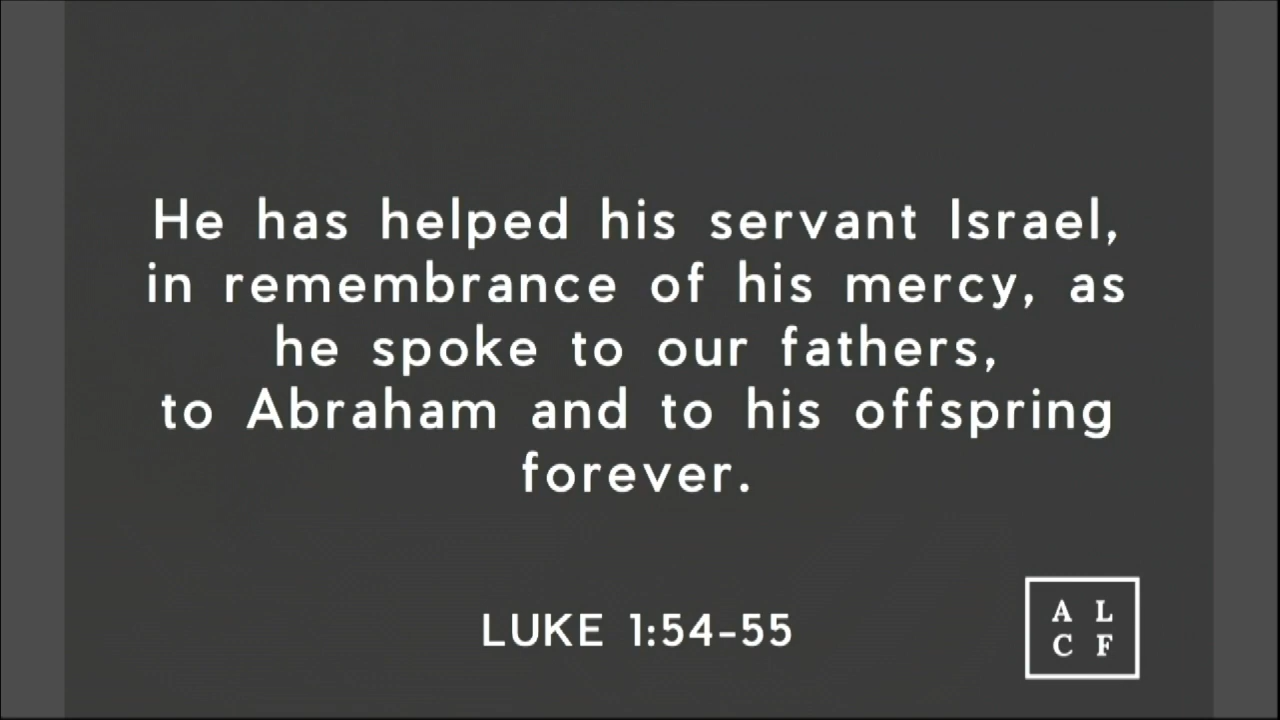 He has helped his servant Israel,
in remembrance of his mercy, as
he spoke to our fathers,
to Abraham and to his offspring
forever.
LUKE 1:54-55
A L
C F